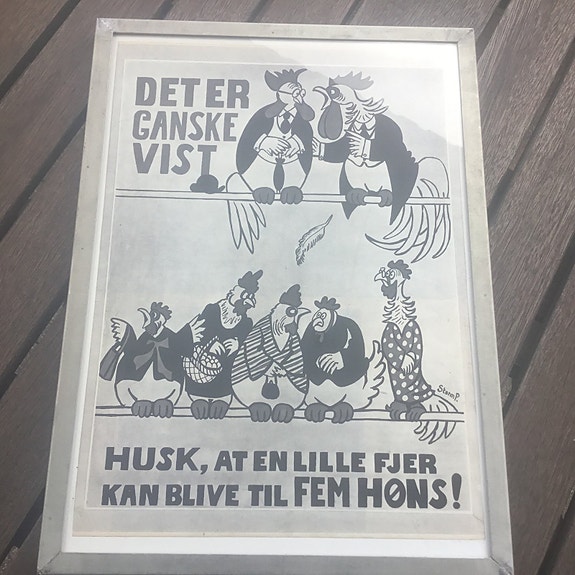 DET ER
GANSKE
VIST
Storm P.
HUSK, AT EN LILLE FJER
KAN BLIVE TIL FEM HØNS!